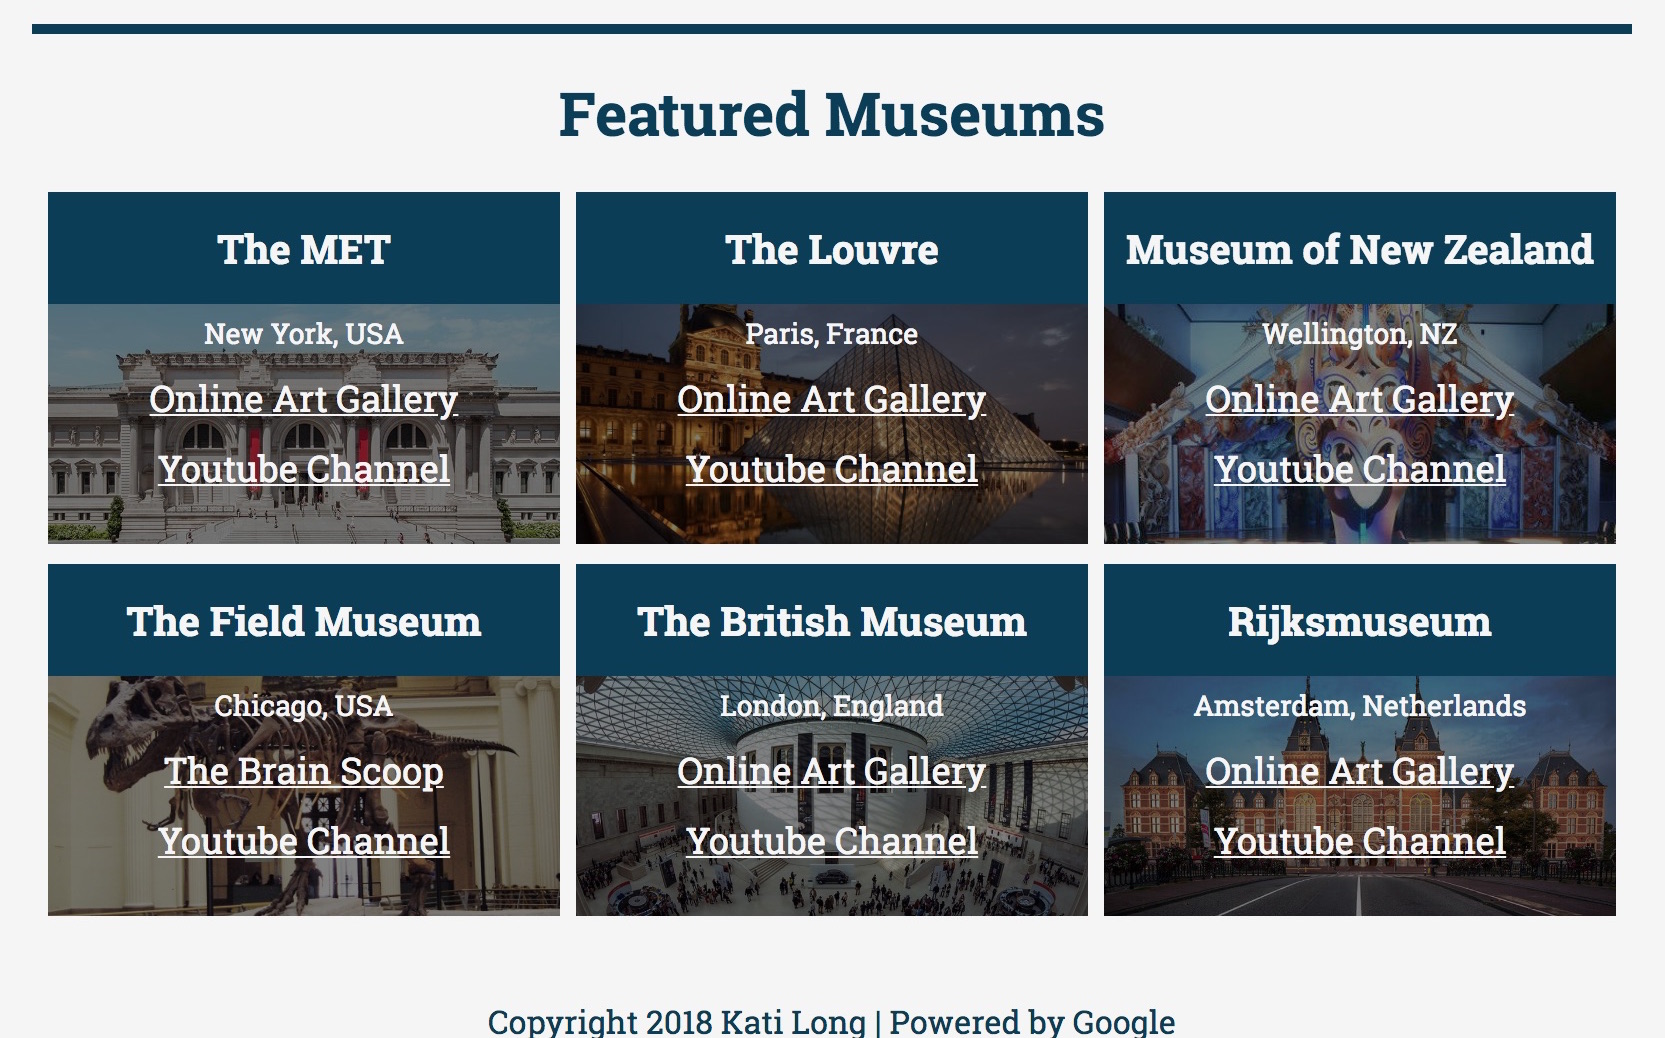 Featured Museums
The MET
New York, USA
Online Art Gallery
Youtube Channel
The Louvre
Paris, France
Online Art Gallery
Youtube Channel
Museum of New Zealand
Wellington, NZ
Online Art Gallery
Youtube Channel
The Field Museum
Chicago, USA
The Brain Scoop
Youtube Channel
The British Museum
London, England
Online Art Gallery
Youtube Channel
Rijksmuseum
Amsterdam, Netherlands
Online Art Gallery
Youtube Channel
Copyright 2018 Kati Long | Powered by Google